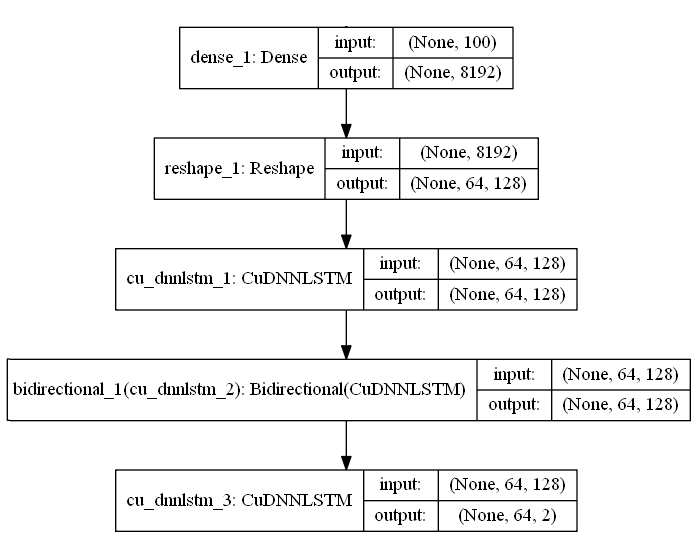 dense_1: Dense
input:
(None, 100)
output:
(None, 8192)
reshape_1: Reshape
input:
(None, 8192)
output:
(None, 64, 128)
cu_dnnlstm_1: CuDNNLSTM
input:
(None, 64, 128)
output:
(None, 64, 128)
bidirectional_1(cu_dnnlstm_2): Bidirectional(CuDNNLSTM)
input:
(None, 64, 128)
output:
(None, 64, 128)
cu_dnnlstm_3: CuDNNLSTM
input:
(None, 64, 128)
output:
(None, 64, 2)